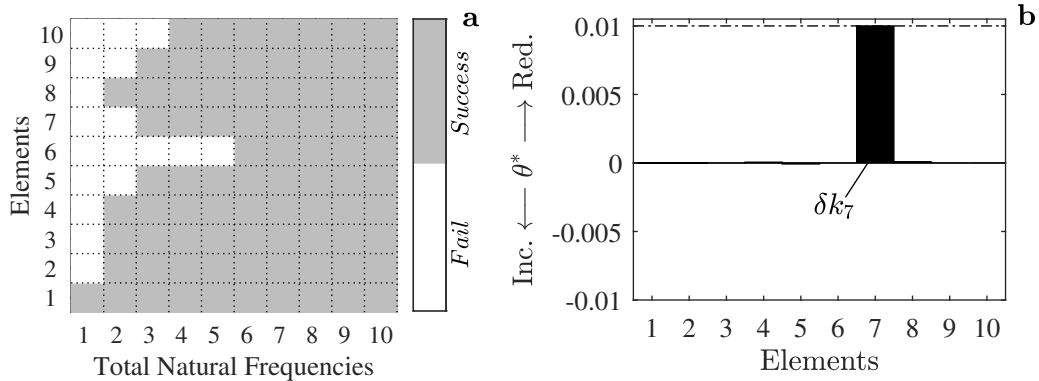 a
10
9
8
7
6
5
4
3
2
1
Elements
1 2 3 4 5 6 7 8 9 10
Total Natural Frequencies
Success
Fail
b
0.01
0.005
0
-0.005
-0.01
Inc. ⟵ θ* ⟶ Red.
δk₇
1 2 3 4 5 6 7 8 9 10
Elements